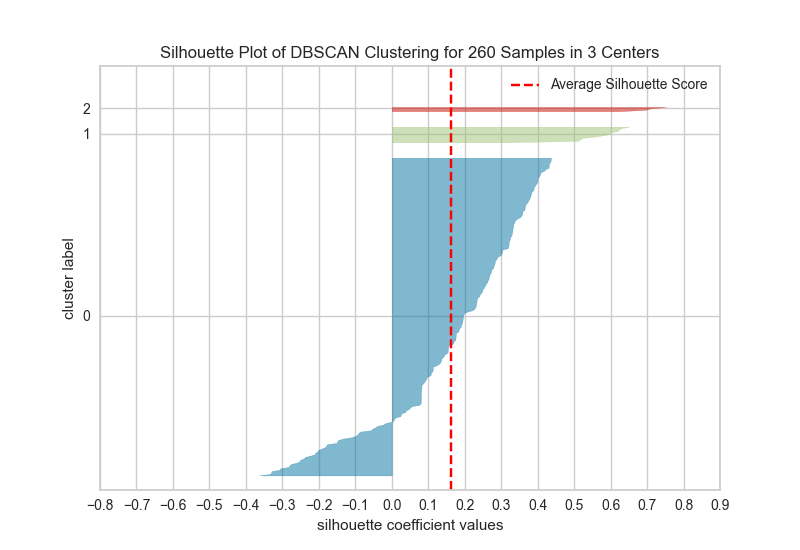 Silhouette Plot of DBSCAN Clustering for 260 Samples in 3 Centers
Average Silhouette Score
2
1
0
cluster label
−0.8 −0.7 −0.6 −0.5 −0.4 −0.3 −0.2 −0.1 0.0 0.1 0.2 0.3 0.4 0.5 0.6 0.7 0.8 0.9
silhouette coefficient values